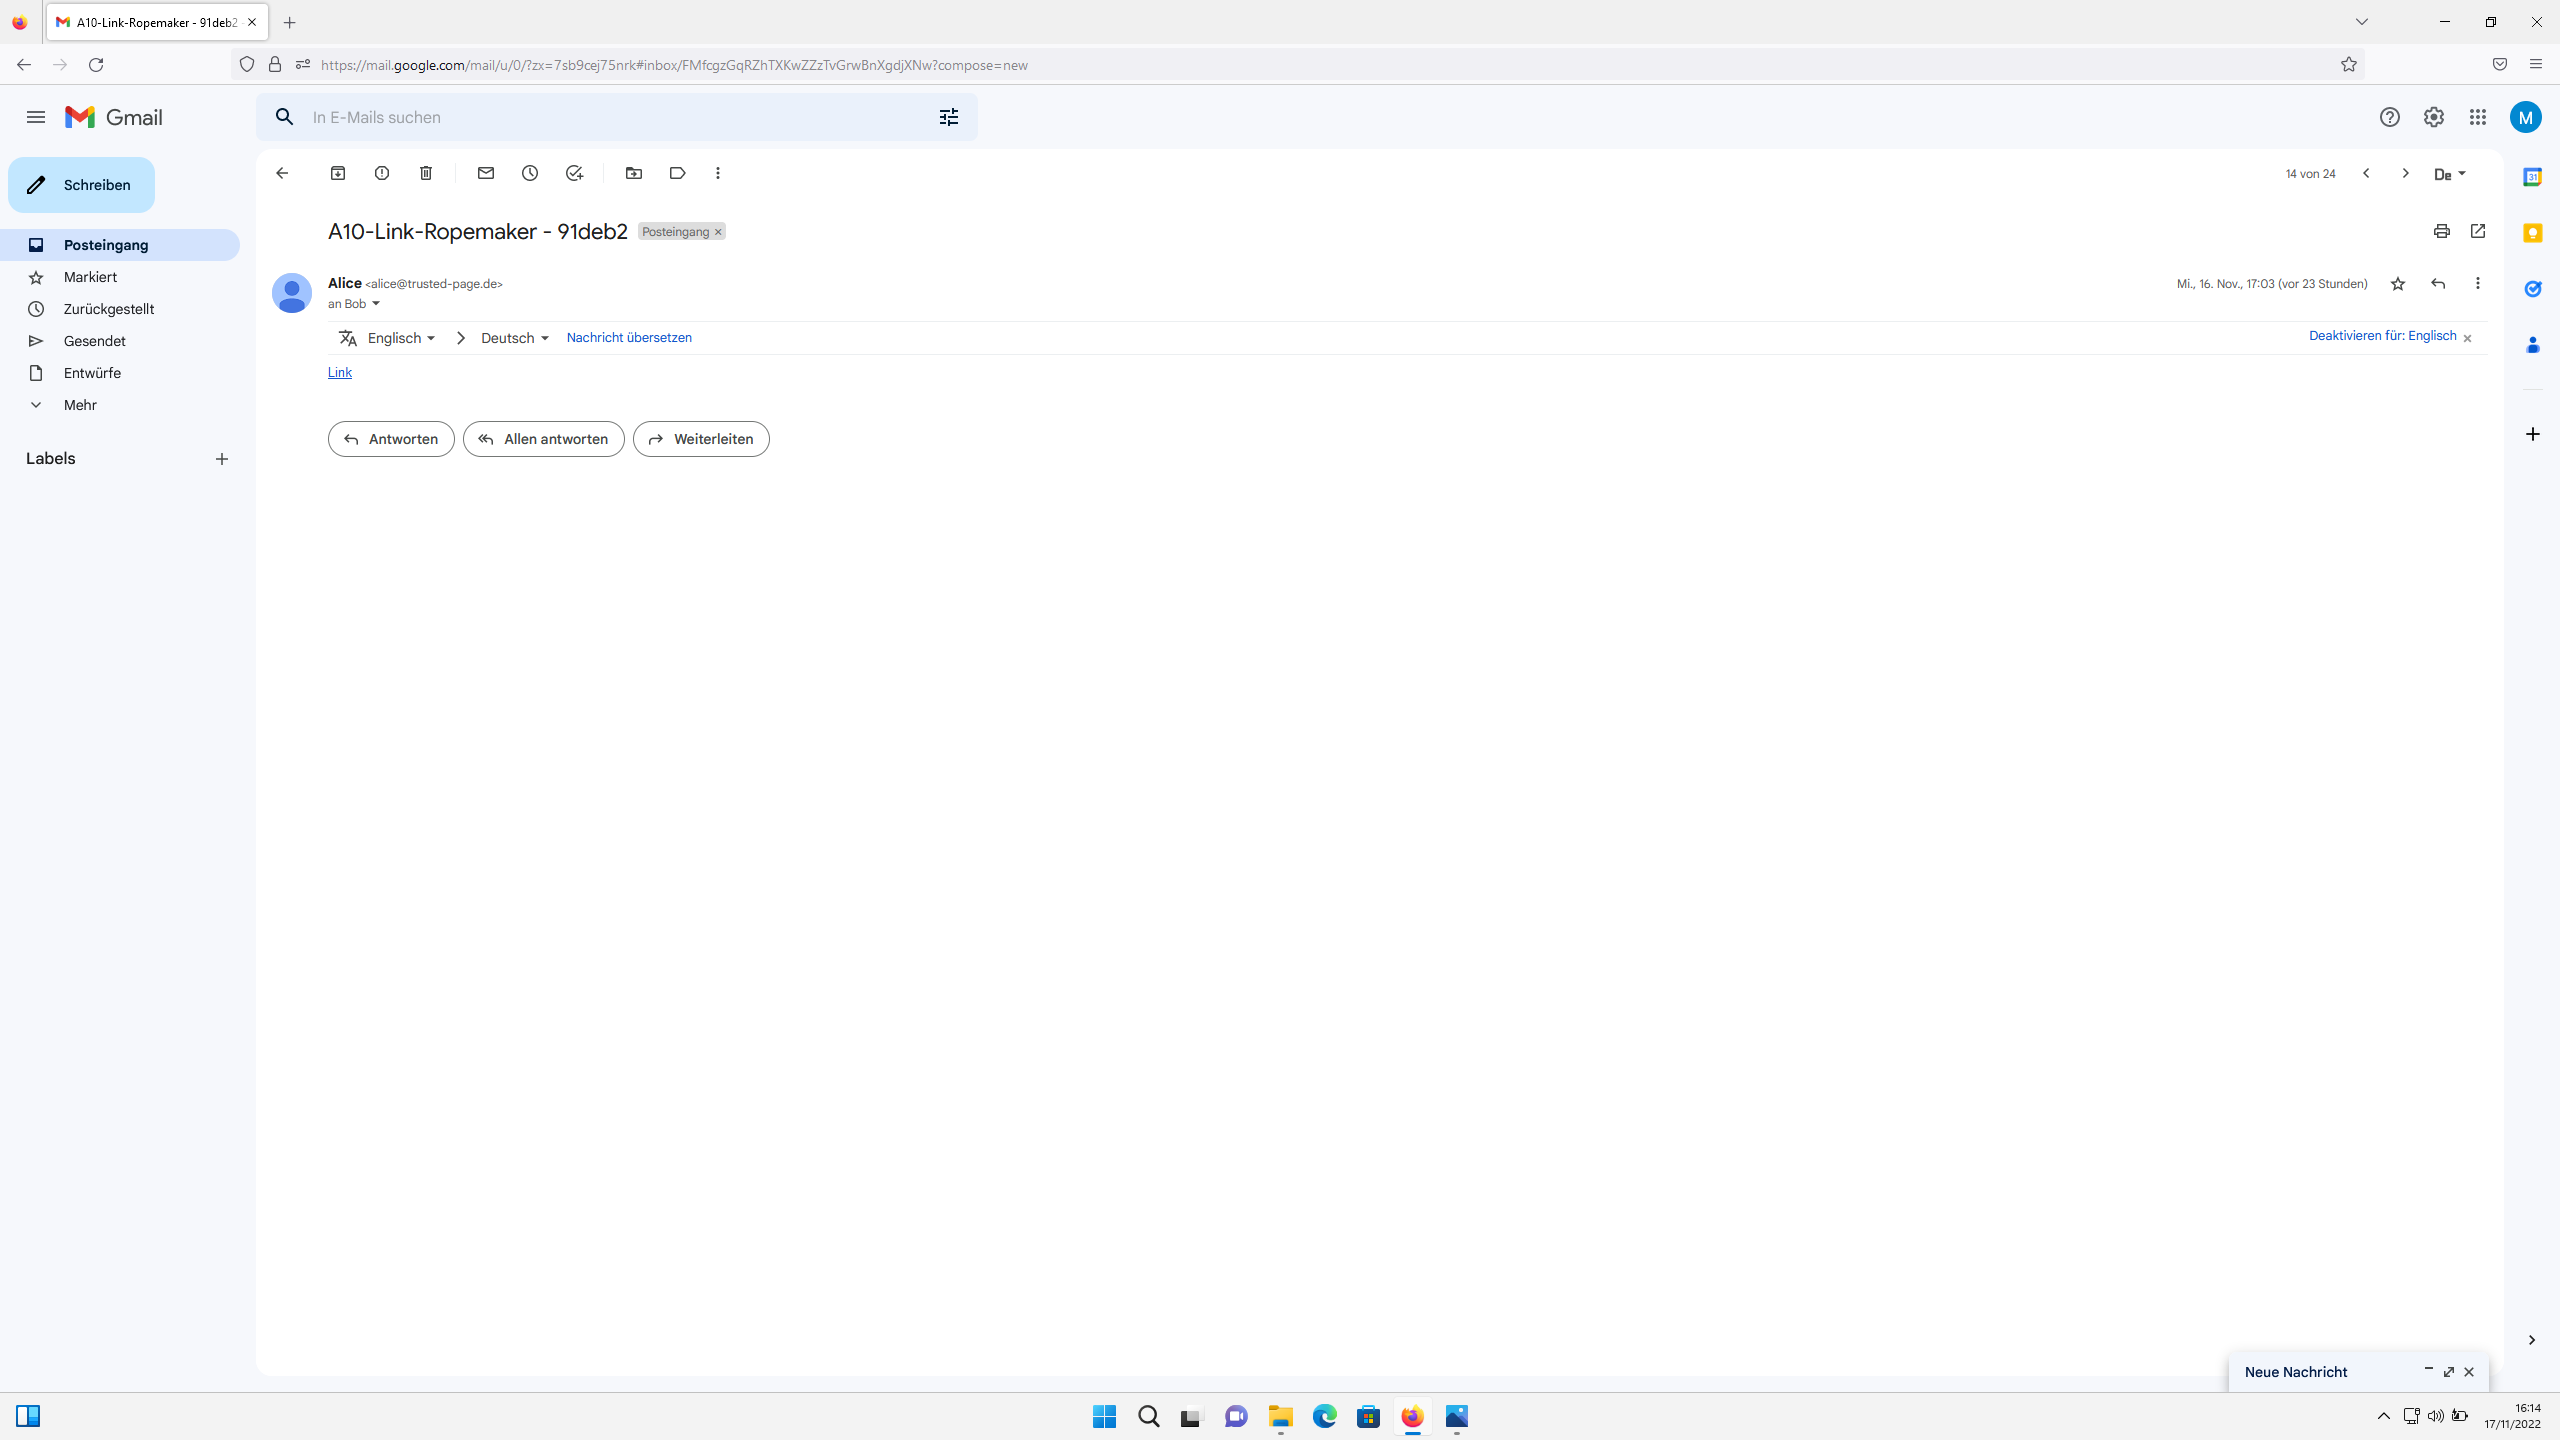 A10-Link-Ropemaker - 91deb2
https://mail.google.com/mail/u/0/?zx=7sb9cej75nrk#inbox/FMfcgzGqRZhTXKwZZzTvGrwBnXgdjXNw?compose=new
Gmail
In E-Mails suchen
M
Schreiben
14 von 24
De
31
Posteingang
Markiert
Zurückgestellt
Gesendet
Entwürfe
Mehr
Labels
A10-Link-Ropemaker - 91deb2 Posteingang
Alice <alice@trusted-page.de>
Mi., 16. Nov., 17:03 (vor 23 Stunden)
an Bob
Englisch Deutsch Nachricht übersetzen
Deaktivieren für: Englisch
Link
Antworten Allen antworten Weiterleiten
Neue Nachricht
16:14
17/11/2022